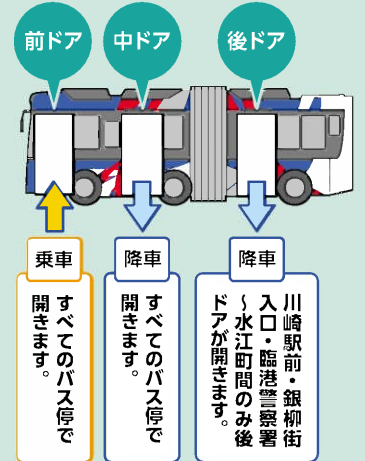 前ドア
中ドア
後ドア
乗車
すべてのバス停で
開きます。
降車
すべてのバス停で
開きます。
降車
川崎駅前・銀柳街
入口・臨港警察署
～水江町間のみ後
ドアが開きます。